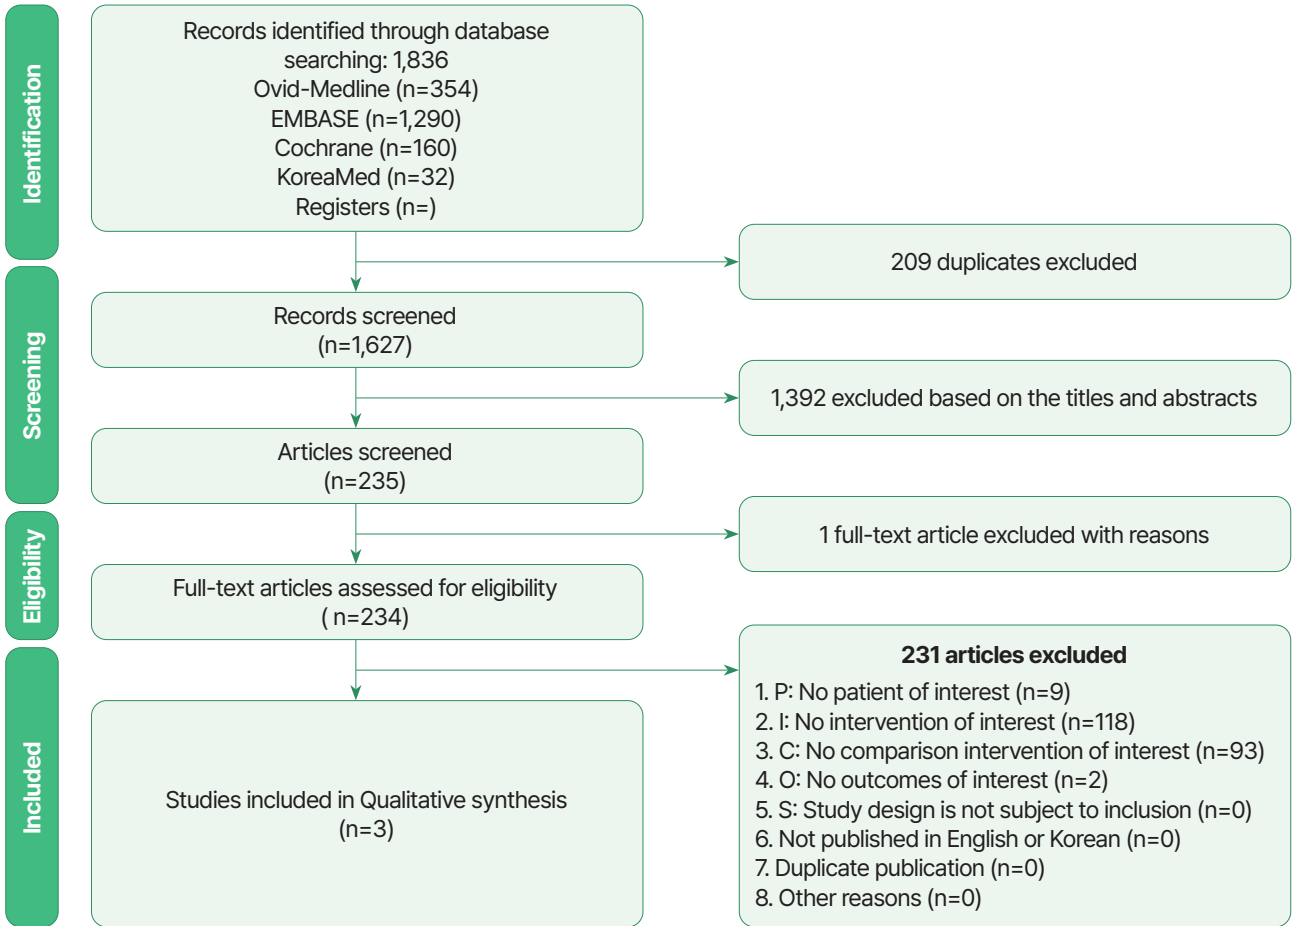 Identification
Records identified through database
searching: 1,836
Ovid-Medline (n=354)
EMBASE (n=1,290)
Cochrane (n=160)
KoreaMed (n=32)
Registers (n=)
209 duplicates excluded
Screening
Records screened
(n=1,627)
1,392 excluded based on the titles and abstracts
Articles screened
(n=235)
1 full-text article excluded with reasons
Eligibility
Full-text articles assessed for eligibility
( n=234)
231 articles excluded
1. P: No patient of interest (n=9)
2. I: No intervention of interest (n=118)
3. C: No comparison intervention of interest (n=93)
4. O: No outcomes of interest (n=2)
5. S: Study design is not subject to inclusion (n=0)
6. Not published in English or Korean (n=0)
7. Duplicate publication (n=0)
8. Other reasons (n=0)
Included
Studies included in Qualitative synthesis
(n=3)